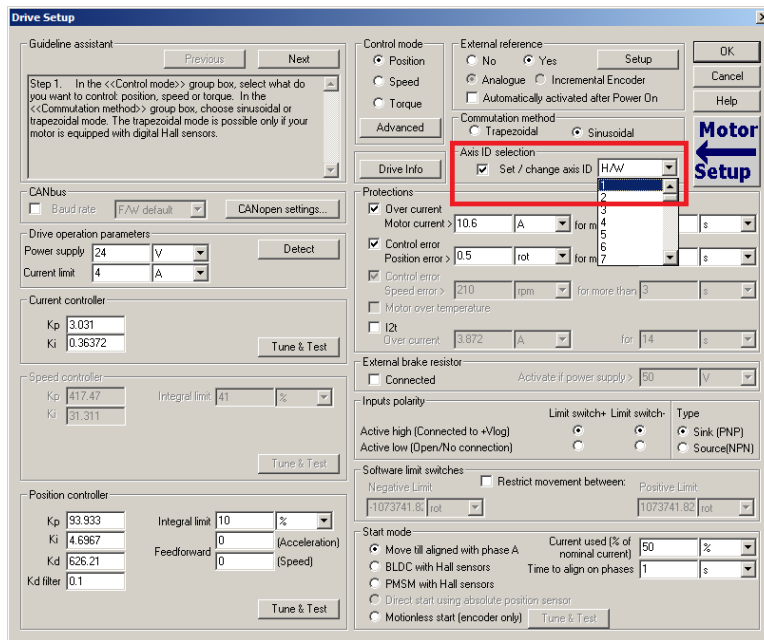 Drive Setup
Guideline assistant
Previous Next
Step 1. In the <<Control mode>> group box, select what do
you want to control: position, speed or torque. In the
<<Commutation method>> group box, choose sinusoidal or
trapezoidal mode. The trapezoidal mode is possible only if your
motor is equipped with digital Hall sensors.
CANbus
Baud rate F/W default CANopen settings...
Drive operation parameters
Power supply 24 V Detect
Current limit 4 A
Current controller
Kp 3.031
Ki 0.36372 Tune & Test
Speed controller
Kp 417.47 Integral limit 41 %
Ki 31.311
Tune & Test
Position controller
Kp 93.933 Integral limit 10 %
Ki 4.6967 Feedforward 0 (Acceleration)
Kd 626.21 0 (Speed)
Kd filter 0.1
Tune & Test
Control mode
Position
Speed
Torque
Advanced
Drive Info
External reference
No Yes Setup
Analogue Incremental Encoder
Automatically activated after Power On
Commutation method
Trapezoidal Sinusoidal
Axis ID selection
Set / change axis ID H/W
1
2
3
4
5
6
7
OK
Cancel
Help
Motor
Setup
Protections
Over current
Motor current > 10.6 A for m s
Control error
Position error > 0.5 rot for m s
Control error
Speed error > 210 rpm for more than 3 s
Motor over temperature
I2t
Over current 3.872 A for 14 s
External brake resistor
Connected Activate if power supply > 50 V
Inputs polarity
Limit switch+ Limit switch- Type
Active high (Connected to +Vlog) Sink (PNP)
Active low (Open/No connection) Source(NPN)
Software limit switches
Negative Limit Restrict movement between: Positive Limit
-1073741.82 rot 1073741.82 rot
Start mode
Move till aligned with phase A Current used (% of
nominal current) 50 %
BLDC with Hall sensors Time to align on phases 1 s
PMSM with Hall sensors
Direct start using absolute position sensor
Motionless start (encoder only) Tune & Test